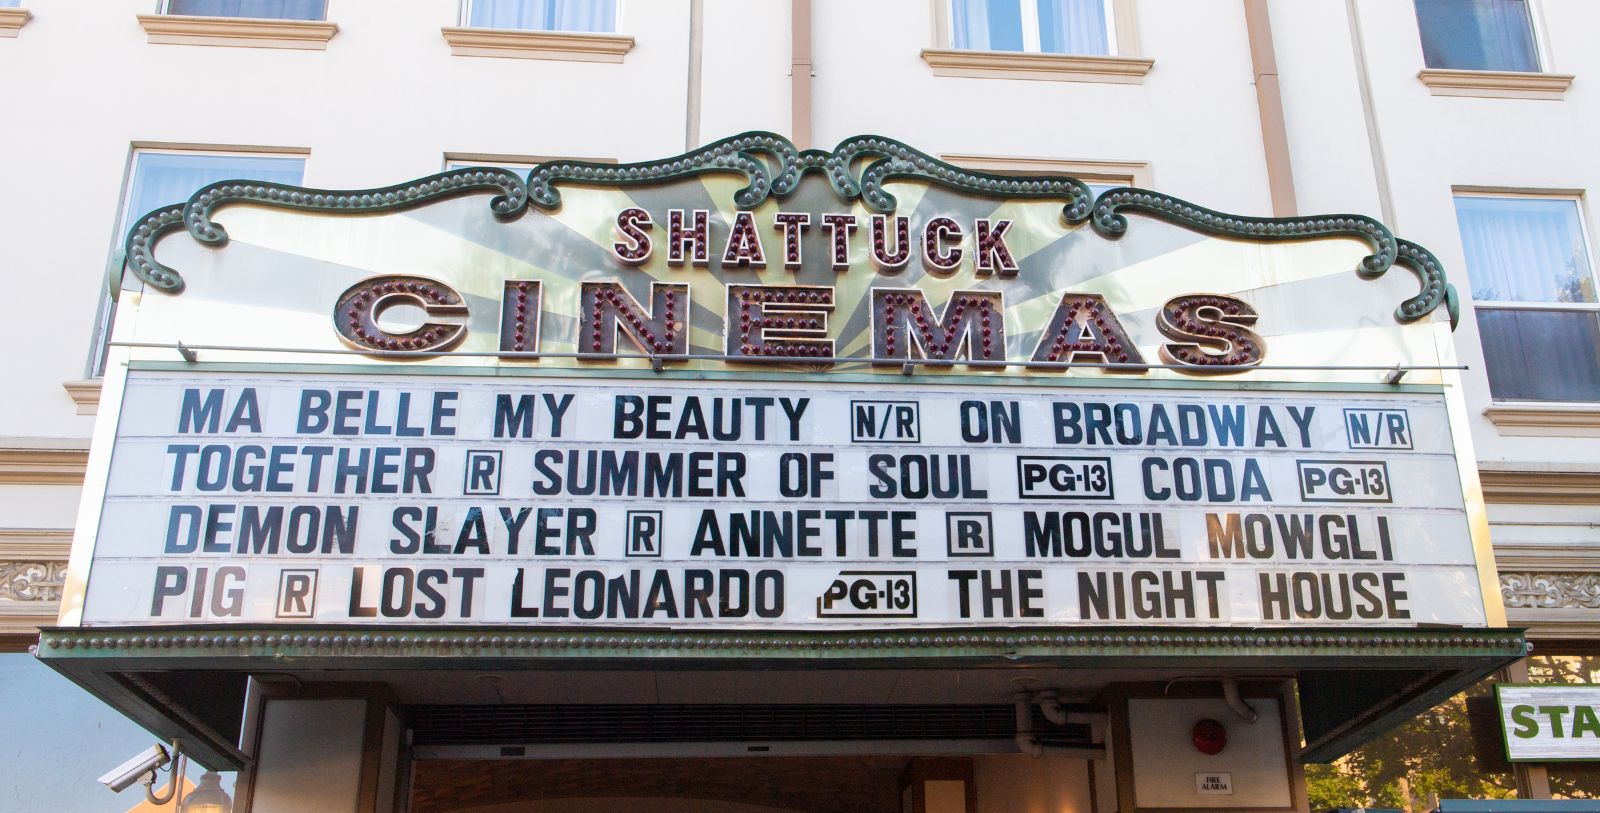 SHATTUCK
CINEMAS
MA BELLE MY BEAUTY N/R ON BROADWAY N/R
TOGETHER R SUMMER OF SOUL PG-13 CODA PG-13
DEMON SLAYER R ANNETTE R MOGUL MOWGLI
PIG R LOST LEONARDO PG-13 THE NIGHT HOUSE
STA
FIRE
ALARM